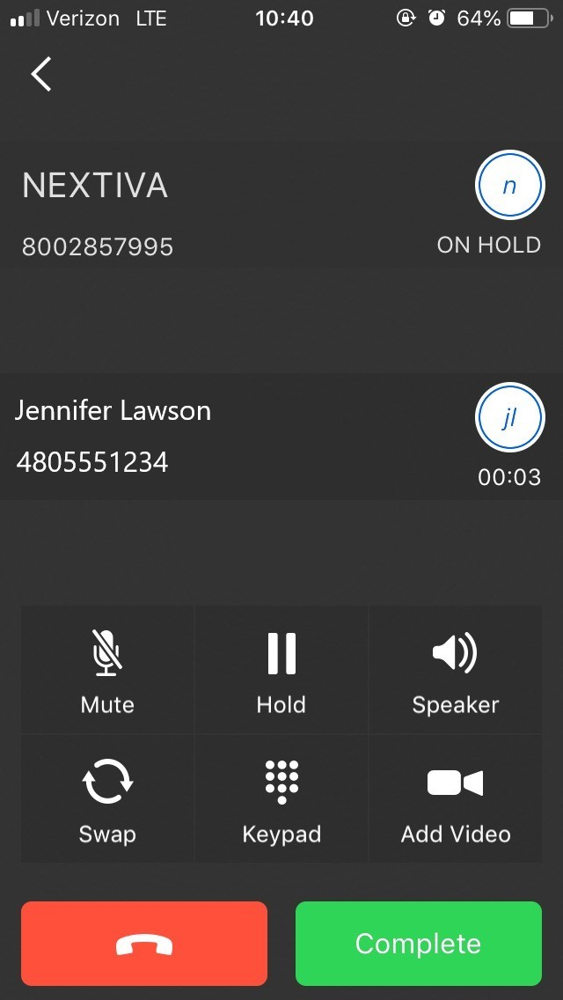 Verizon LTE 10:40 64%
NEXTIVA
n
8002857995
ON HOLD
Jennifer Lawson
jl
4805551234
00:03
Mute Hold Speaker
Swap Keypad Add Video
Complete